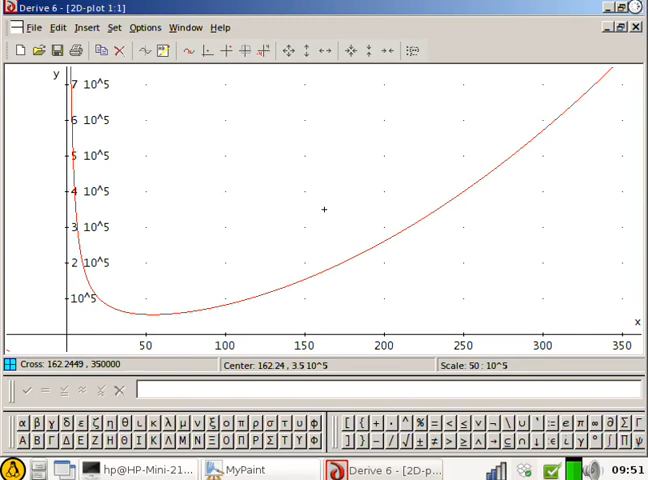 Derive 6 - [2D-plot 1:1]
File Edit Insert Set Options Window Help
y
7 10^5
6 10^5
5 10^5
4 10^5
3 10^5
2 10^5
10^5
x
50 100 150 200 250 300 350
Cross: 162.2449 , 350000
Center: 162.24 , 3.5 10^5
Scale: 50 : 10^5
α β γ δ ε ζ η θ ι κ λ μ ν ξ ο π ρ σ τ υ φ
Α Β Γ Δ Ε Ζ Η Θ Ι Κ Λ Μ Ν Ξ Ο Π Ρ Σ Τ Υ Φ
hp@HP-Mini-21...
MyPaint
Derive 6 - [2D-p...
09:51